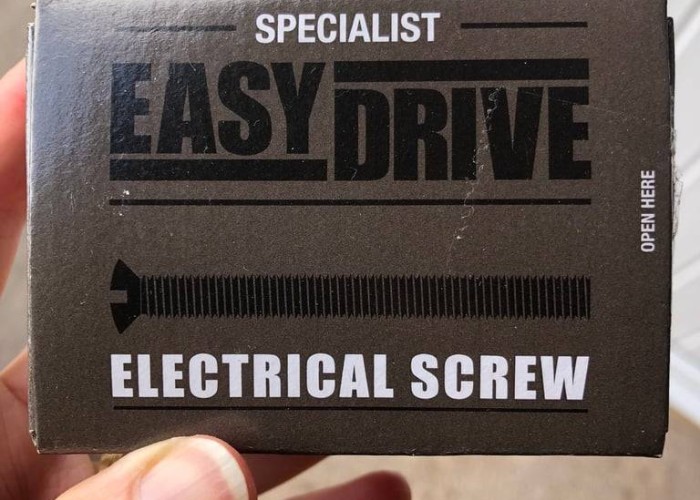 SPECIALIST
EASY DRIVE
OPEN HERE
ELECTRICAL SCREW